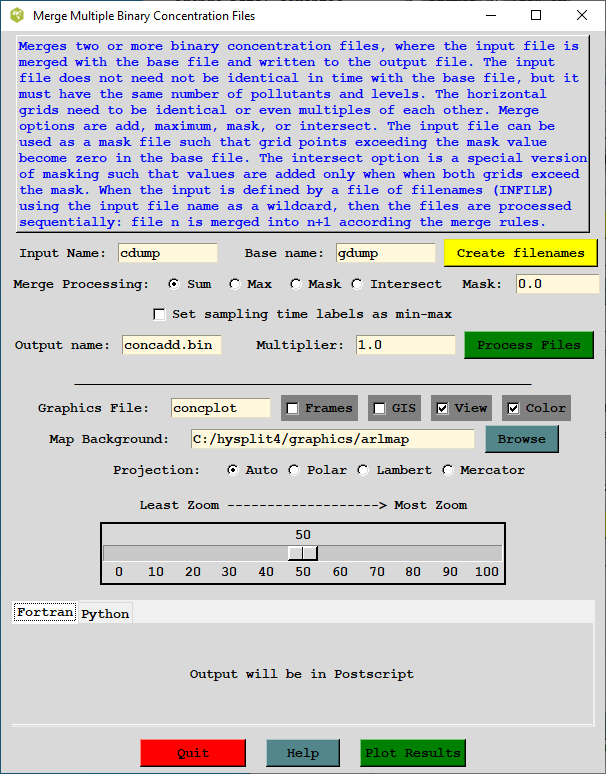 Merge Multiple Binary Concentration Files
Merges two or more binary concentration files, where the input file is
merged with the base file and written to the output file. The input
file does not need not be identical in time with the base file, but it
must have the same number of pollutants and levels. The horizontal
grids need to be identical or even multiples of each other. Merge
options are add, maximum, mask, or intersect. The input file can be
used as a mask file such that grid points exceeding the mask value
become zero in the base file. The intersect option is a special version
of masking such that values are added only when when both grids exceed
the mask. When the input is defined by a file of filenames (INFILE)
using the input file name as a wildcard, then the files are processed
sequentially: file n is merged into n+1 according the merge rules.
Input Name: cdump Base name: gdump Create filenames
Merge Processing: Sum Max Mask Intersect Mask: 0.0
Set sampling time labels as min-max
Output name: concadd.bin Multiplier: 1.0 Process Files
Graphics File: concplot Frames GIS View Color
Map Background: C:/hysplit4/graphics/arlmap Browse
Projection: Auto Polar Lambert Mercator
Least Zoom -------------------> Most Zoom
50
0 10 20 30 40 50 60 70 80 90 100
Fortran Python
Output will be in Postscript
Quit Help Plot Results